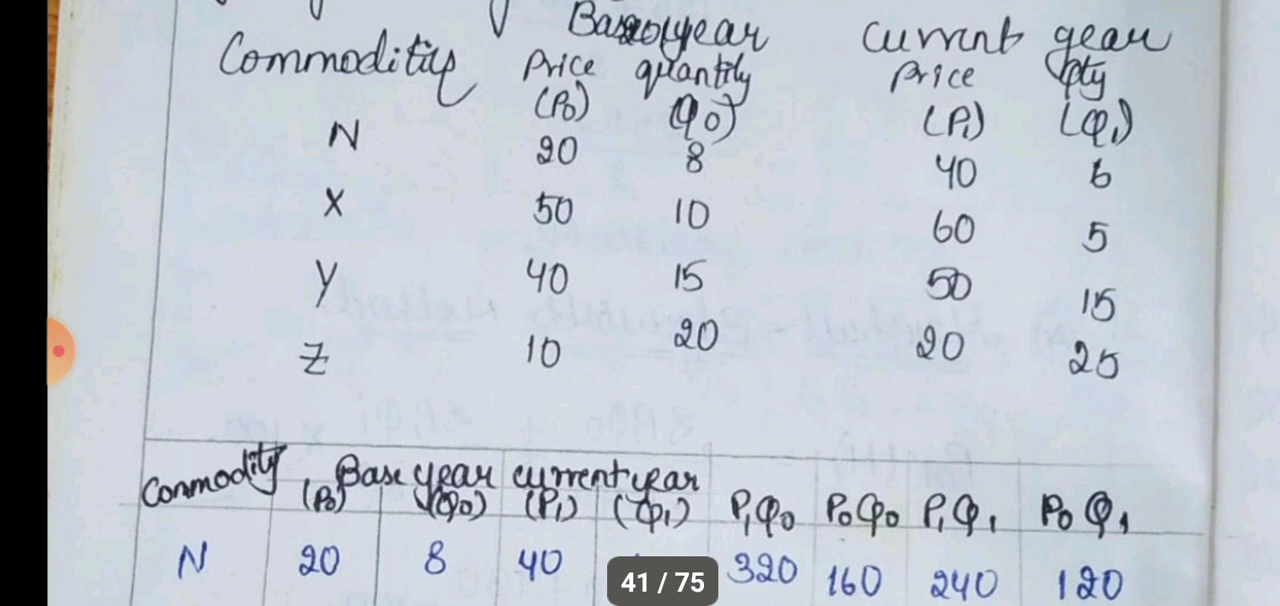 Base year Current year
Commodities Price quantity Price qty
(P0) (q0) (P1) (Q1)
N 20 8 40 6
X 50 10 60 5
Y 40 15 50 15
Z 10 20 20 25
Commodity Base year current year
(P0) (q0) (P1) (q1) P1q0 P0q0 P1Q1 P0Q1
N 20 8 40 320 160 240 120
41 / 75